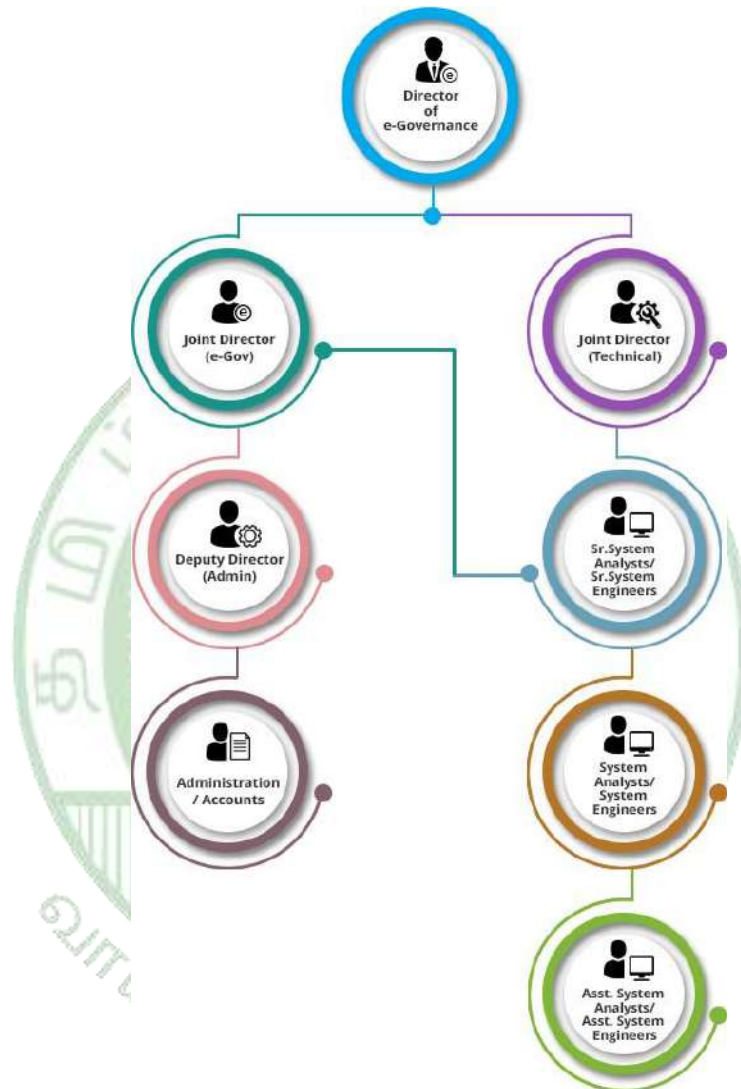 Director
of
e-Governance
Joint Director
(e-Gov)
Joint Director
(Technical)
Deputy Director
(Admin)
Sr.System
Analysts/
Sr.System
Engineers
Administration
/ Accounts
System
Analysts/
System
Engineers
Asst. System
Analysts/
Asst. System
Engineers